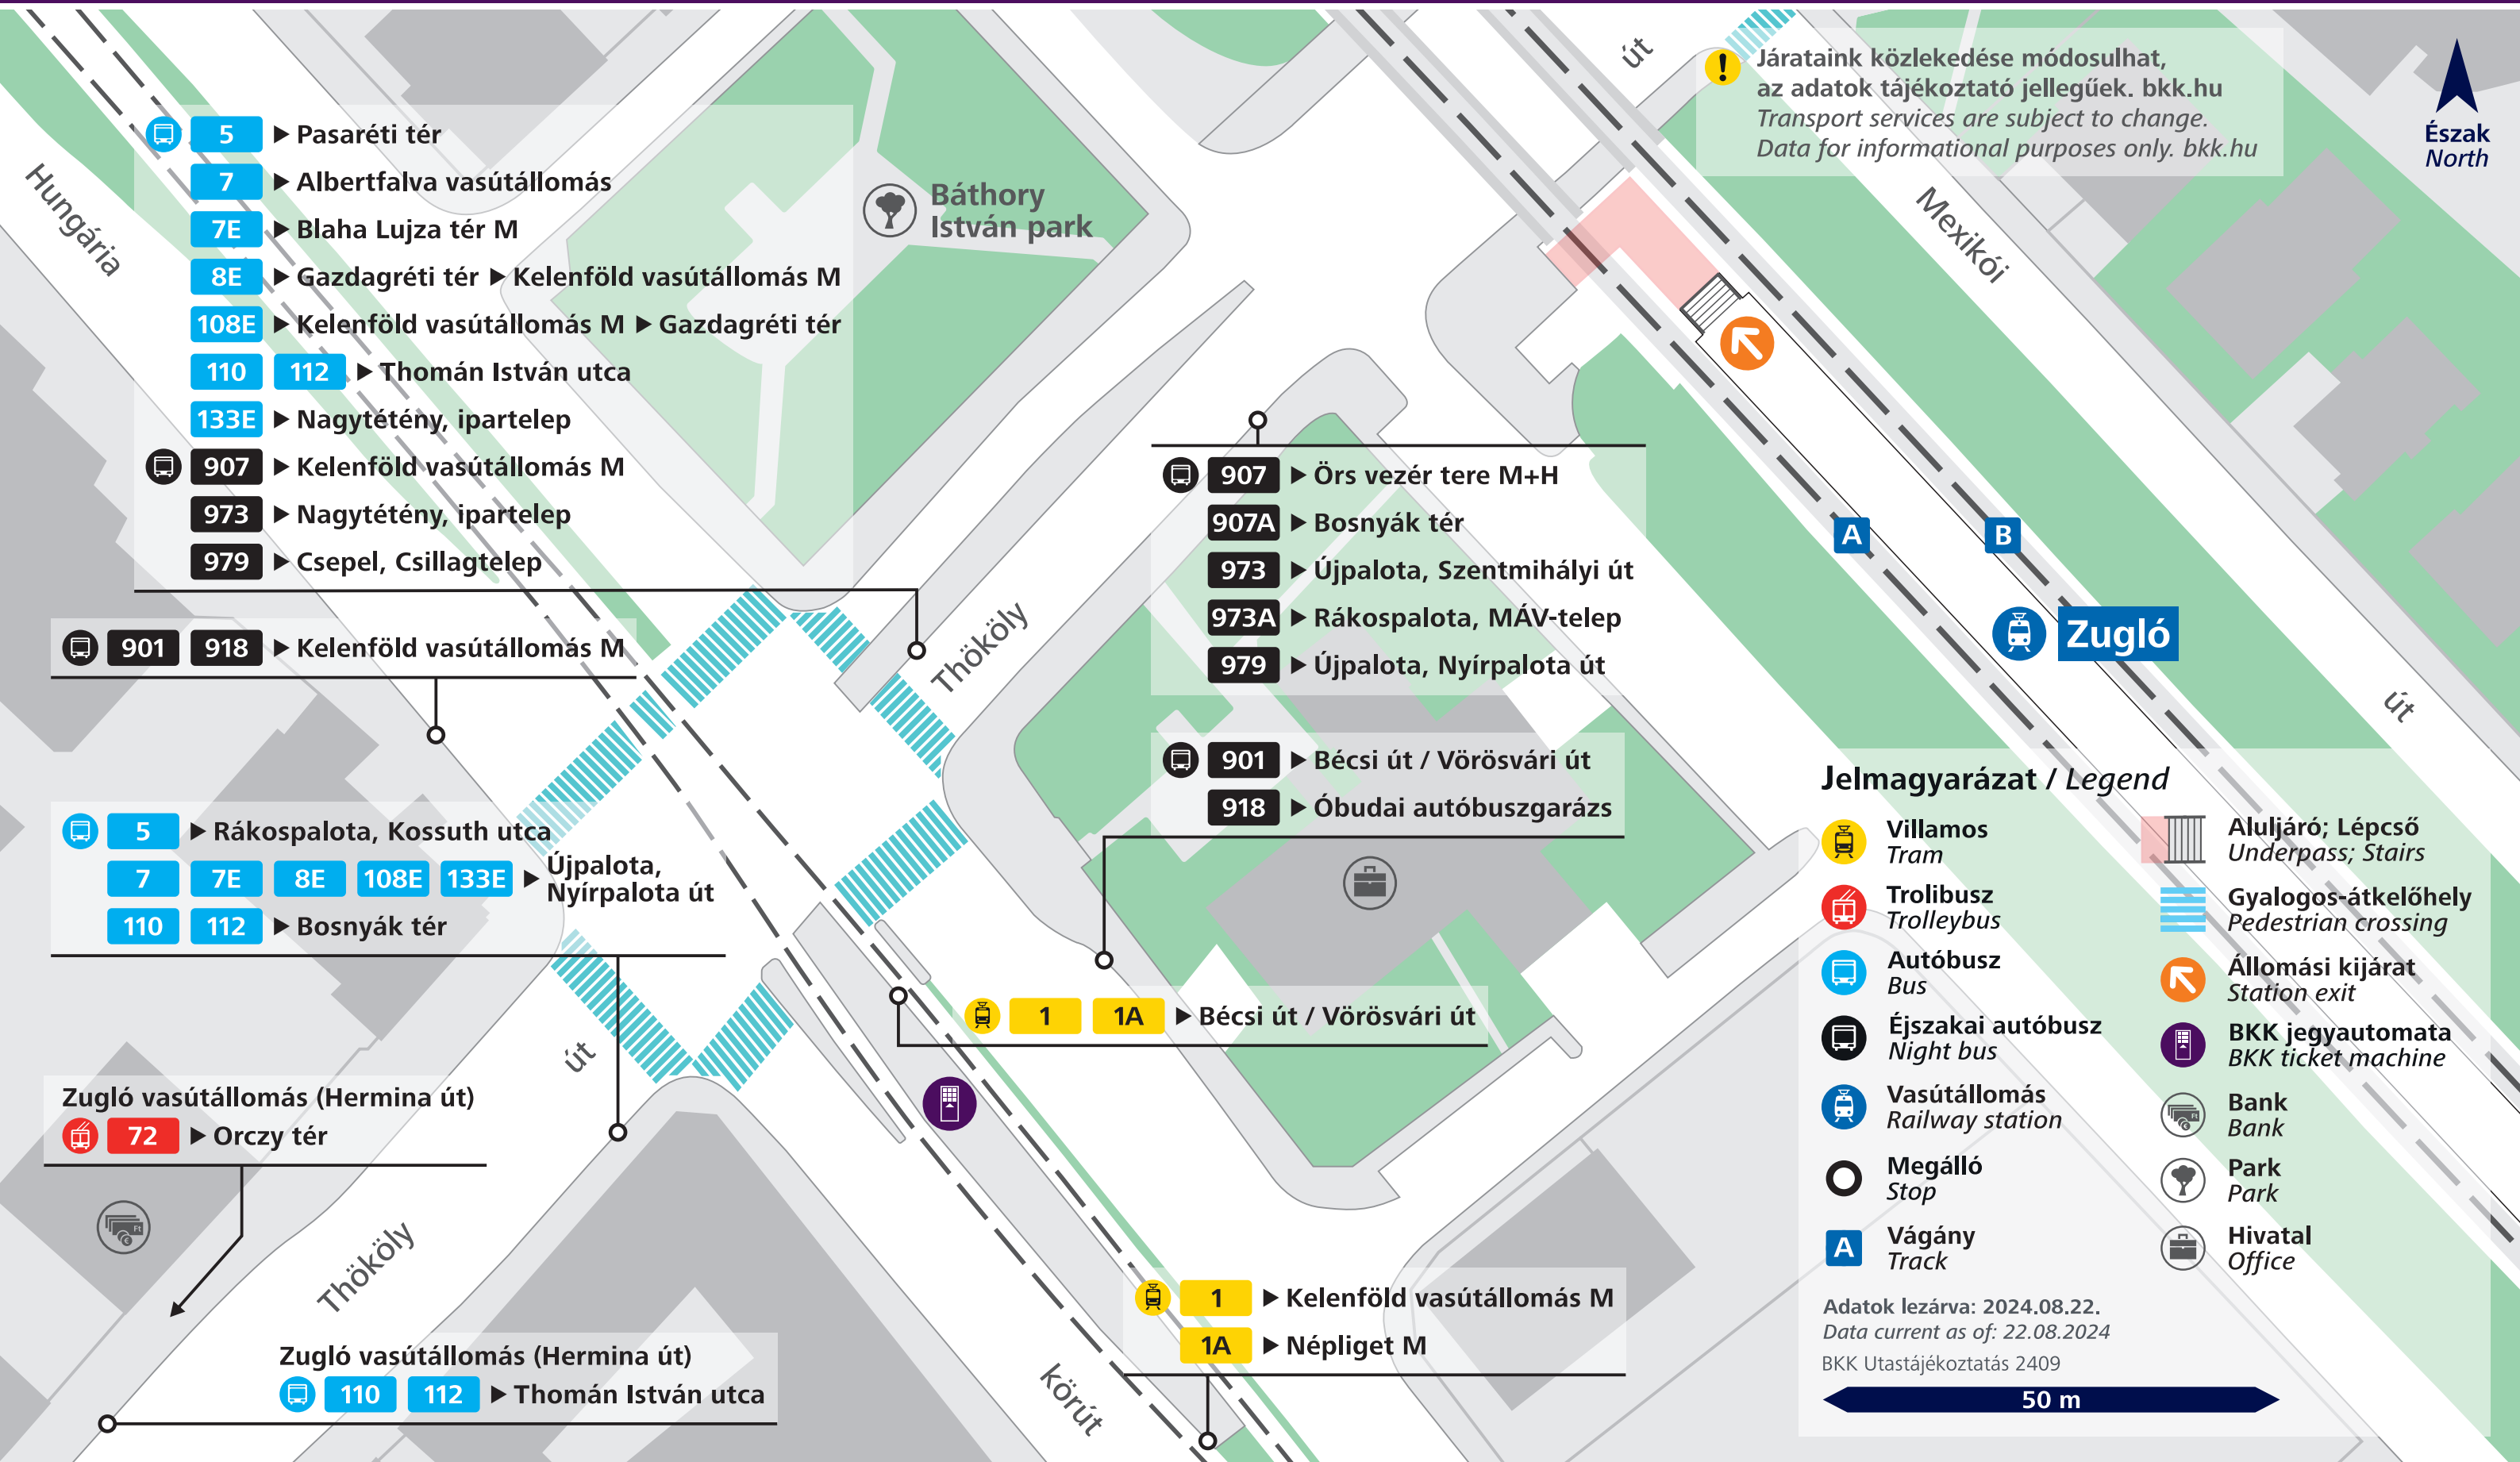 Hungária
5 ▶ Pasaréti tér
7 ▶ Albertfalva vasútállomás
7E ▶ Blaha Lujza tér M
8E ▶ Gazdagréti tér ▶ Kelenföld vasútállomás M
108E ▶ Kelenföld vasútállomás M ▶ Gazdagréti tér
110 112 ▶ Thomán István utca
133E ▶ Nagytétény, ipartelep
907 ▶ Kelenföld vasútállomás M
973 ▶ Nagytétény, ipartelep
979 ▶ Csepel, Csillagtelep
Báthory
István park
út
! Járataink közlekedése módosulhat,
az adatok tájékoztató jellegűek. bkk.hu
Transport services are subject to change.
Data for informational purposes only. bkk.hu
Észak
North
Mexikói
út
901 918 ▶ Kelenföld vasútállomás M
Thököly
907 ▶ Örs vezér tere M+H
907A ▶ Bosnyák tér
973 ▶ Újpalota, Szentmihályi út
973A ▶ Rákospalota, MÁV-telep
979 ▶ Újpalota, Nyírpalota út
A
B
Zugló
901 ▶ Bécsi út / Vörösvári út
918 ▶ Óbudai autóbuszgarázs
5 ▶ Rákospalota, Kossuth utca
7 7E 8E 108E 133E ▶ Újpalota,
Nyírpalota út
110 112 ▶ Bosnyák tér
1 1A ▶ Bécsi út / Vörösvári út
út
Zugló vasútállomás (Hermina út)
72 ▶ Orczy tér
Ft
€
Thököly
Zugló vasútállomás (Hermina út)
110 112 ▶ Thomán István utca
körút
1 ▶ Kelenföld vasútállomás M
1A ▶ Népliget M
Jelmagyarázat / Legend
Villamos
Tram
Trolibusz
Trolleybus
Autóbusz
Bus
Éjszakai autóbusz
Night bus
Vasútállomás
Railway station
Megálló
Stop
A
Vágány
Track
Aluljáró; Lépcső
Underpass; Stairs
Gyalogos-átkelőhely
Pedestrian crossing
Állomási kijárat
Station exit
BKK jegyautomata
BKK ticket machine
Ft
€
Bank
Bank
Park
Park
Hivatal
Office
Adatok lezárva: 2024.08.22.
Data current as of: 22.08.2024
BKK Utastájékoztatás 2409
50 m